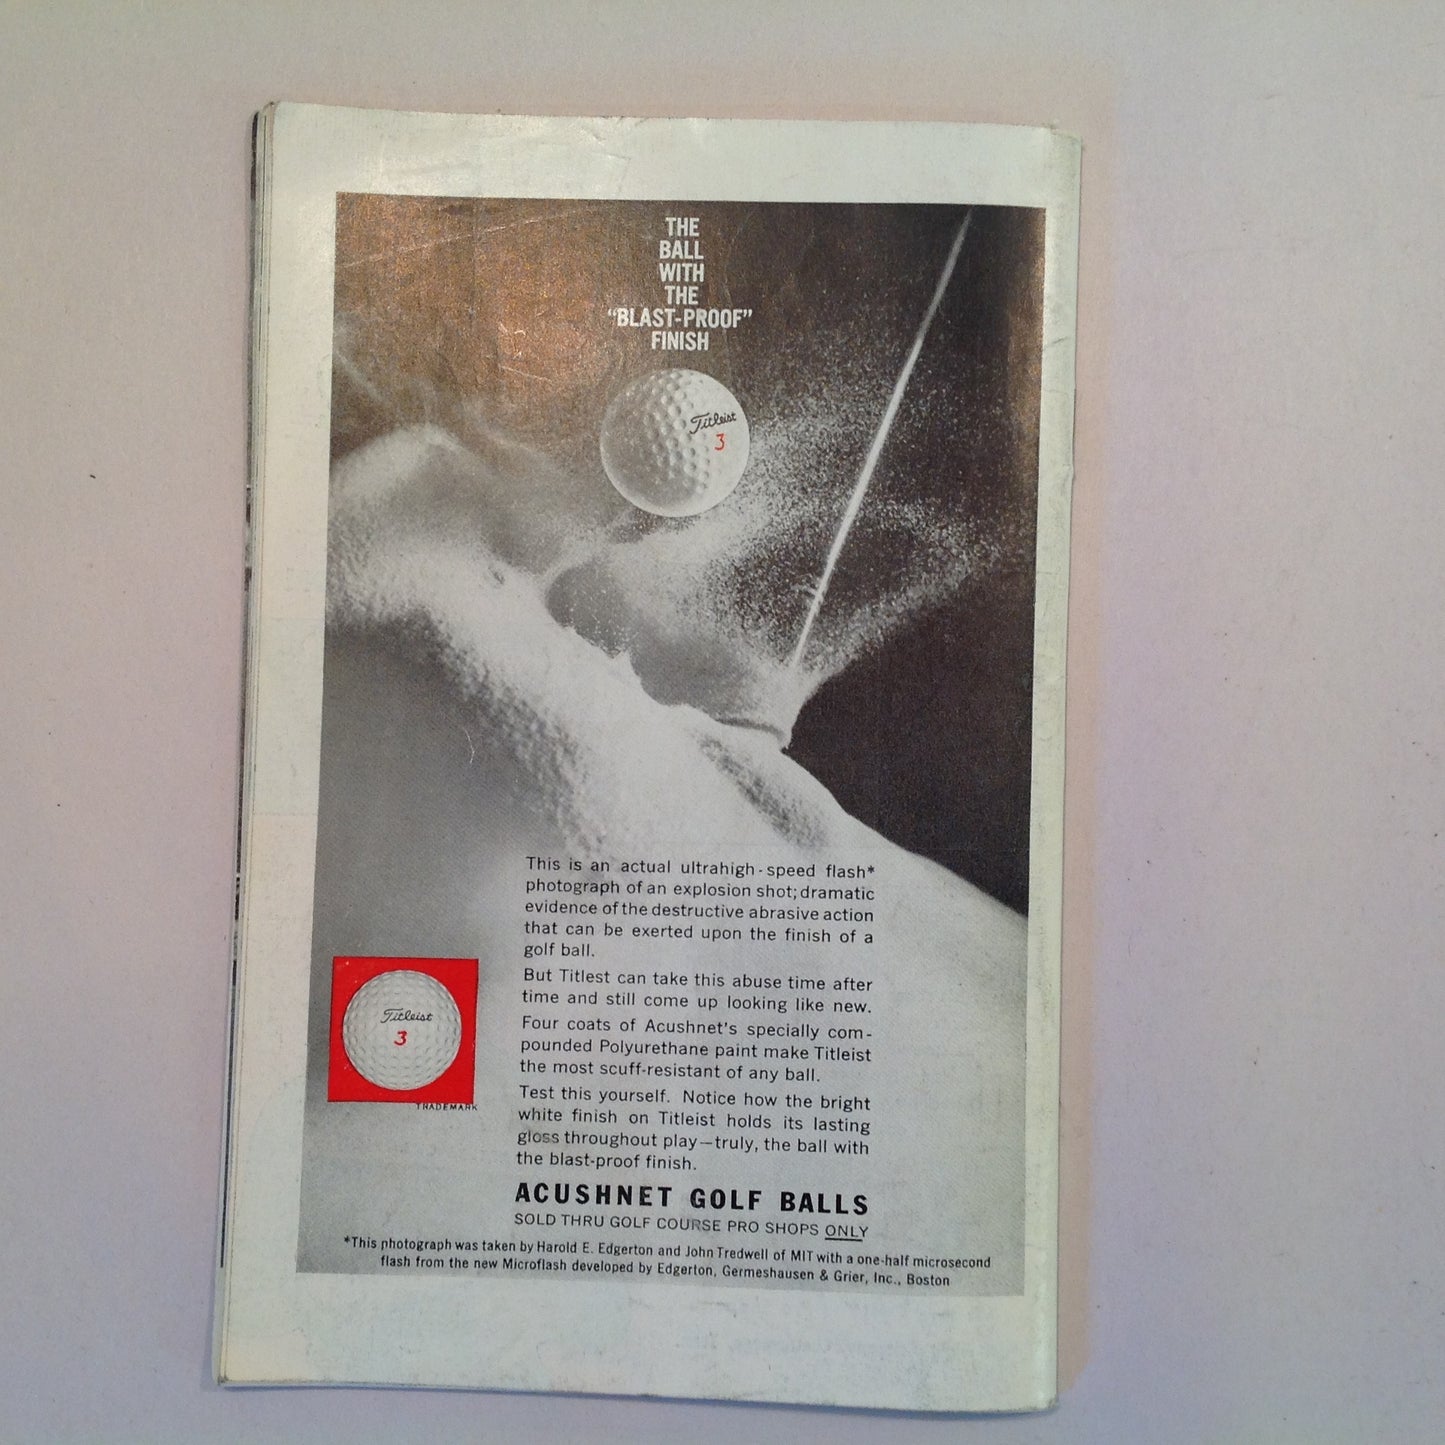 THE
BALL
WITH
THE
"BLAST-PROOF"
FINISH
Titleist
3
This is an actual ultrahigh-speed flash*
photograph of an explosion shot; dramatic
evidence of the destructive abrasive action
that can be exerted upon the finish of a
golf ball.
But Titlest can take this abuse time after
time and still come up looking like new.
Four coats of Acushnet's specially com-
pounded Polyurethane paint make Titleist
the most scuff-resistant of any ball.
Test this yourself. Notice how the bright
white finish on Titleist holds its lasting
gloss throughout play—truly, the ball with
the blast-proof finish.
Titleist
3
TRADEMARK
ACUSHNET GOLF BALLS
SOLD THRU GOLF COURSE PRO SHOPS ONLY
*This photograph was taken by Harold E. Edgerton and John Tredwell of MIT with a one-half microsecond
flash from the new Microflash developed by Edgerton, Germeshausen & Grier, Inc., Boston